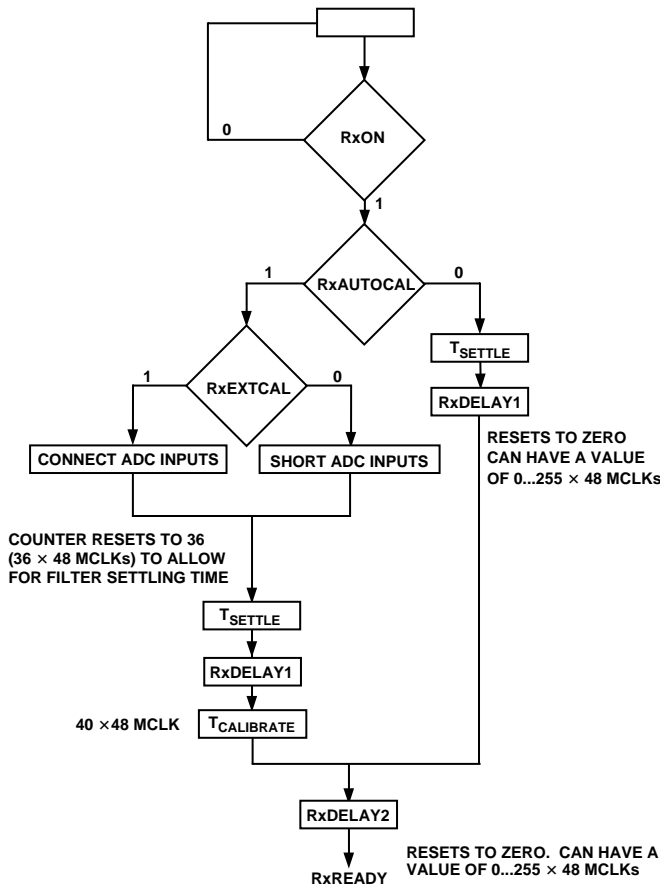 0
RxON
1
1
RxAUTOCAL
0
TSETTLE
1
RxEXTCAL
0
RxDELAY1
CONNECT ADC INPUTS
SHORT ADC INPUTS
RESETS TO ZERO
CAN HAVE A VALUE
OF 0...255 × 48 MCLKs
COUNTER RESETS TO 36
(36 × 48 MCLKs) TO ALLOW
FOR FILTER SETTLING TIME
TSETTLE
RxDELAY1
40 ×48 MCLK
TCALIBRATE
RxDELAY2
RESETS TO ZERO. CAN HAVE A
VALUE OF 0...255 × 48 MCLKs
RxREADY